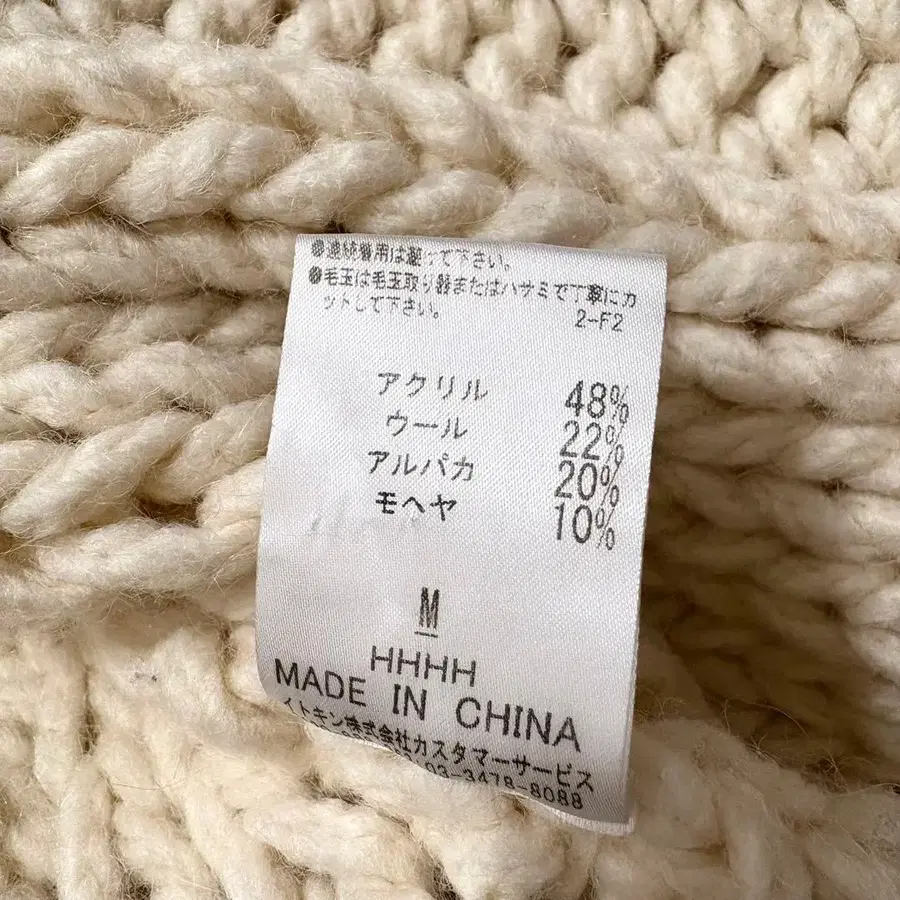 ●連続着用は避けて下さい。
●毛玉は毛玉取り器またはハサミで丁寧にカ
ットして下さい。
2-F2
アクリル 48%
ウール 22%
アルパカ 20%
モヘヤ 10%
M
HHHH
MADE IN CHINA
イトキン株式会社カスタマーサービス
03-3478-8088